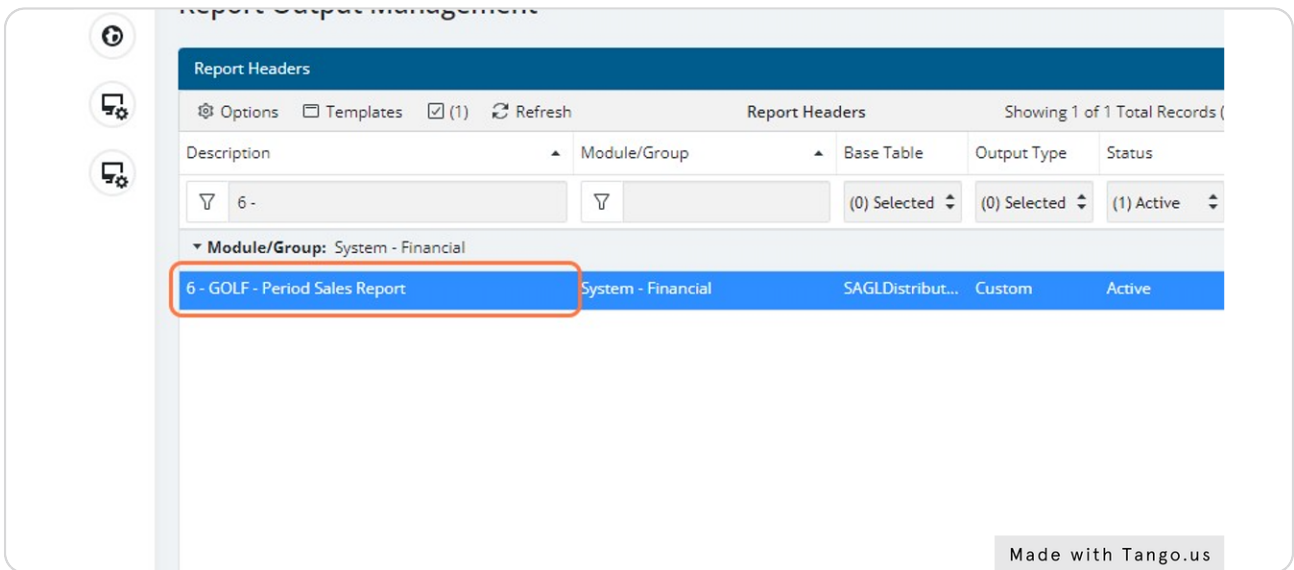 Report Output Management
Report Headers
Options Templates (1) Refresh Report Headers Showing 1 of 1 Total Records (
Description Module/Group Base Table Output Type Status
6 - (0) Selected (0) Selected (1) Active
Module/Group: System - Financial
6 - GOLF - Period Sales Report System - Financial SAGLDistribut... Custom Active
Made with Tango.us